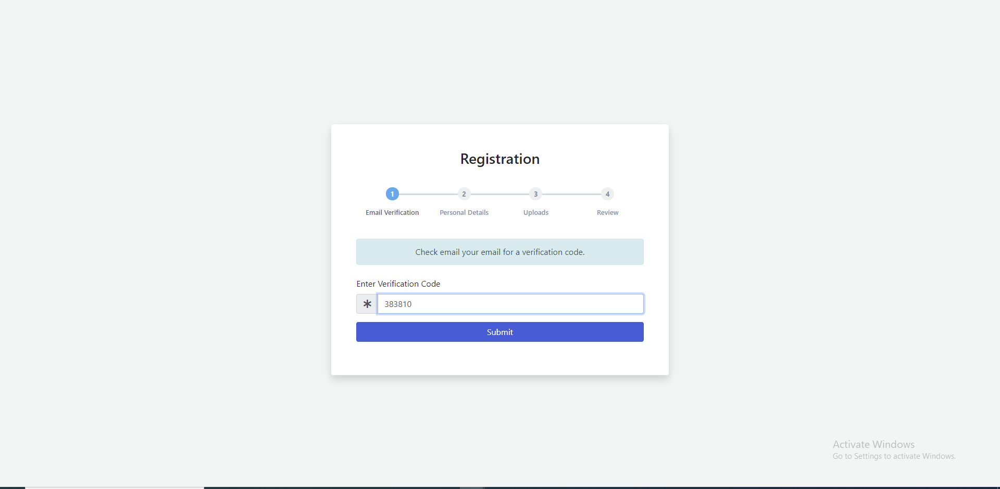 Registration
1 2 3 4
Email Verification Personal Details Uploads Review
Check email your email for a verification code.
Enter Verification Code
383810
Submit
Activate Windows
Go to Settings to activate Windows.